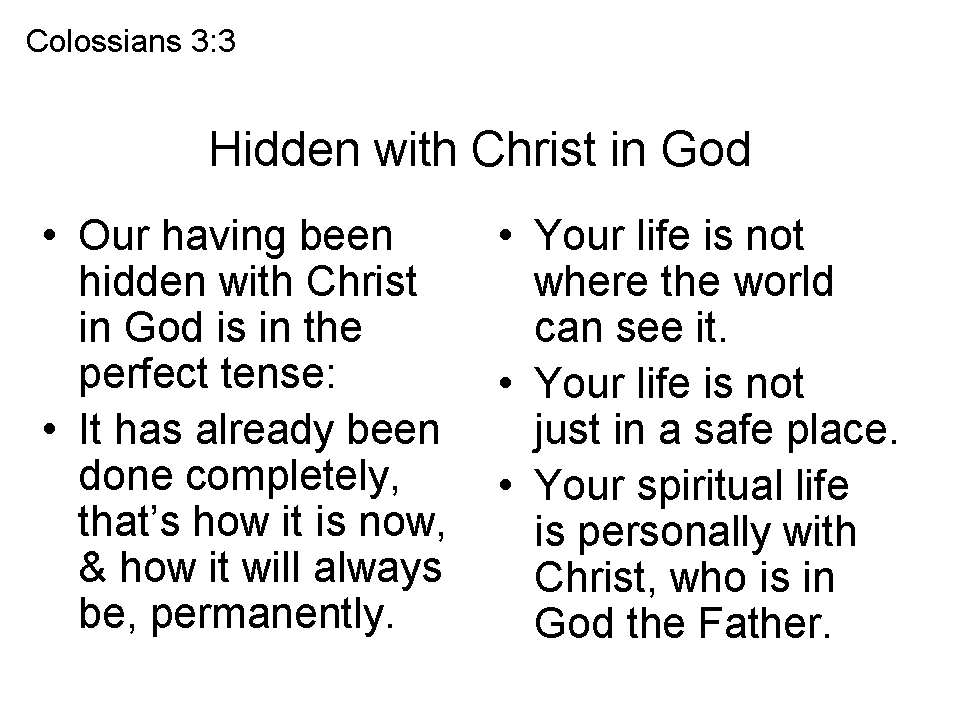 Colossians 3:3
Hidden with Christ in God
• Our having been
hidden with Christ
in God is in the
perfect tense:
• It has already been
done completely,
that’s how it is now,
& how it will always
be, permanently.
• Your life is not
where the world
can see it.
• Your life is not
just in a safe place.
• Your spiritual life
is personally with
Christ, who is in
God the Father.